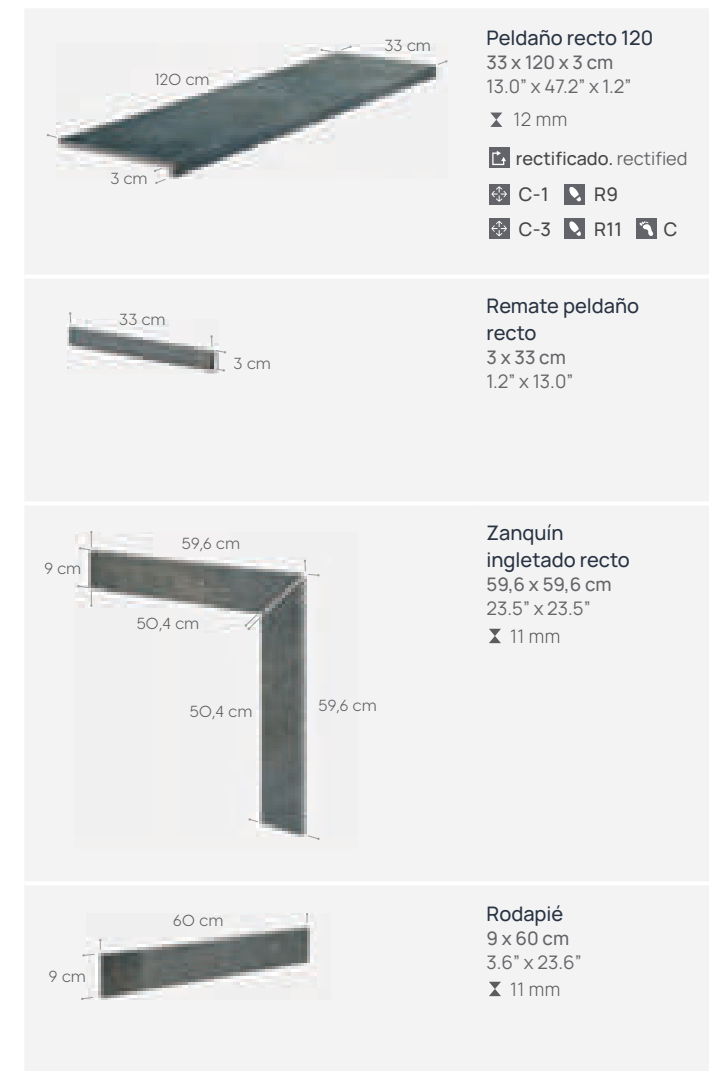 33 cm
120 cm
3 cm
Peldaño recto 120
33 x 120 x 3 cm
13.0” x 47.2” x 1.2”
12 mm
rectificado. rectified
C-1 R9
C-3 R11 C
33 cm
3 cm
Remate peldaño
recto
3 x 33 cm
1.2” x 13.0”
59,6 cm
9 cm
50,4 cm
50,4 cm
59,6 cm
Zanquín
ingletado recto
59,6 x 59,6 cm
23.5” x 23.5”
11 mm
60 cm
9 cm
Rodapié
9 x 60 cm
3.6” x 23.6”
11 mm